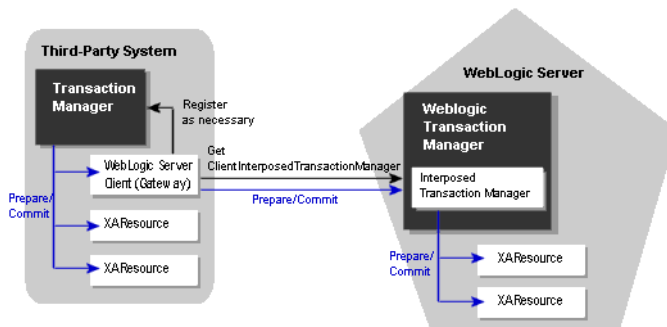 Third-Party System
Transaction
Manager
Register
as necessary
WebLogic Server
Client (Gateway)
Prepare/
Commit
XAResource
XAResource
Get
ClientInterposedTransactionManager
Prepare/Commit
WebLogic Server
Weblogic
Transaction
Manager
Interposed
Transaction Manager
Prepare/
Commit
XAResource
XAResource